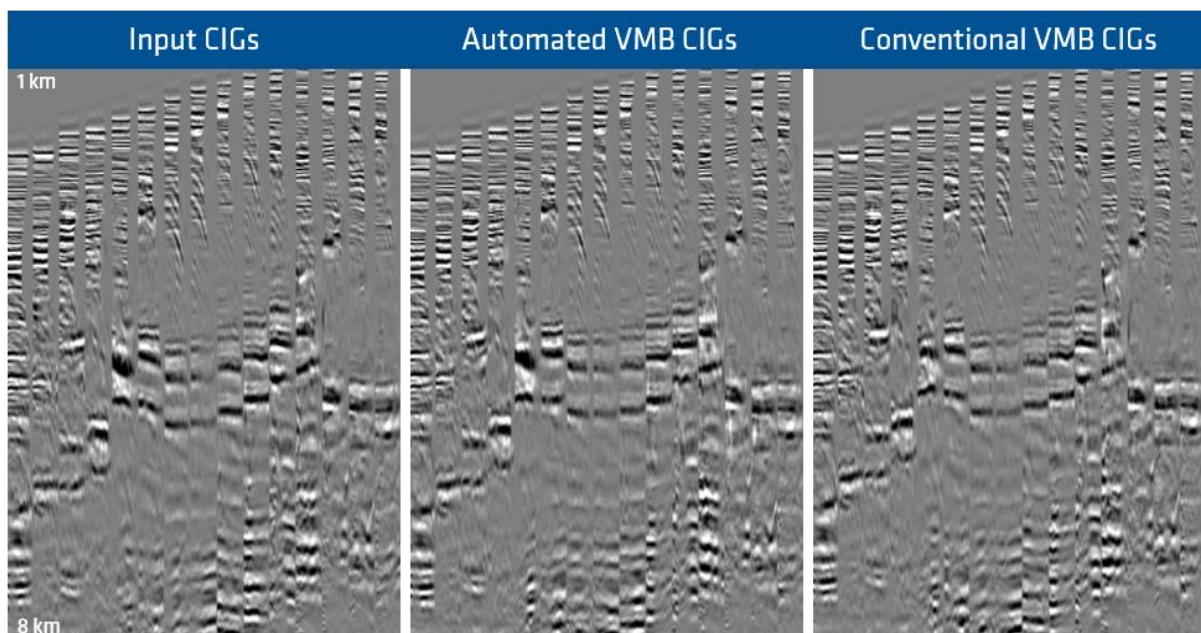 Input CIGs
Automated VMB CIGs
Conventional VMB CIGs
1 km
8 km